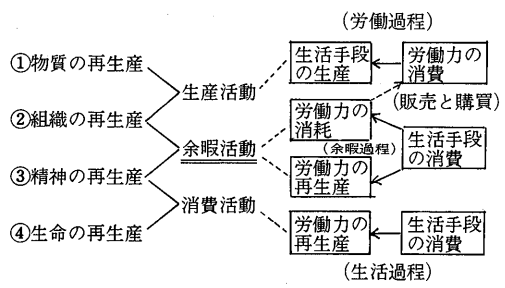 (労働過程)
①物質の再生産
②組織の再生産
③精神の再生産
④生命の再生産
生産活動
余暇活動
消費活動
生活手段
の生産
労働力の
消費
(販売と購買)
労働力の
消耗
(余暇過程)
労働力の
再生産
生活手段
の消費
労働力の
再生産
生活手段
の消費
(生活過程)